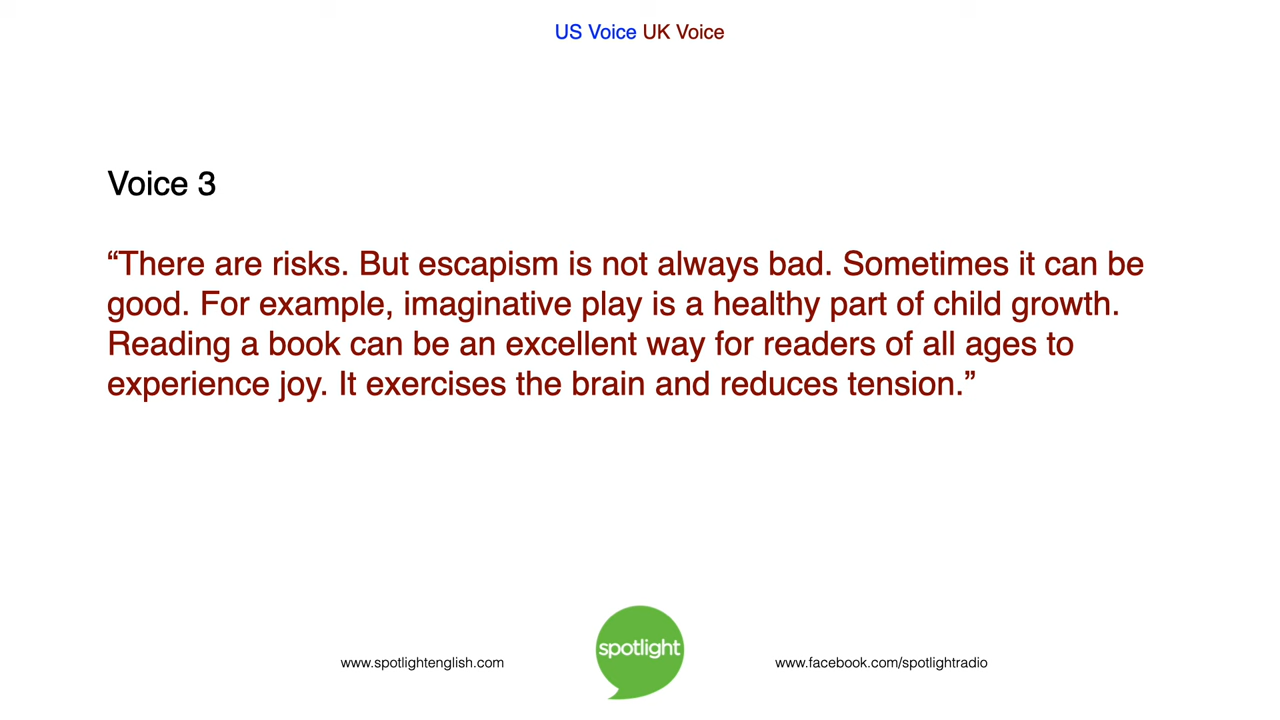 US Voice UK Voice
Voice 3
“There are risks. But escapism is not always bad. Sometimes it can be
good. For example, imaginative play is a healthy part of child growth.
Reading a book can be an excellent way for readers of all ages to
experience joy. It exercises the brain and reduces tension.”
www.spotlightenglish.com
spotlight
www.facebook.com/spotlightradio